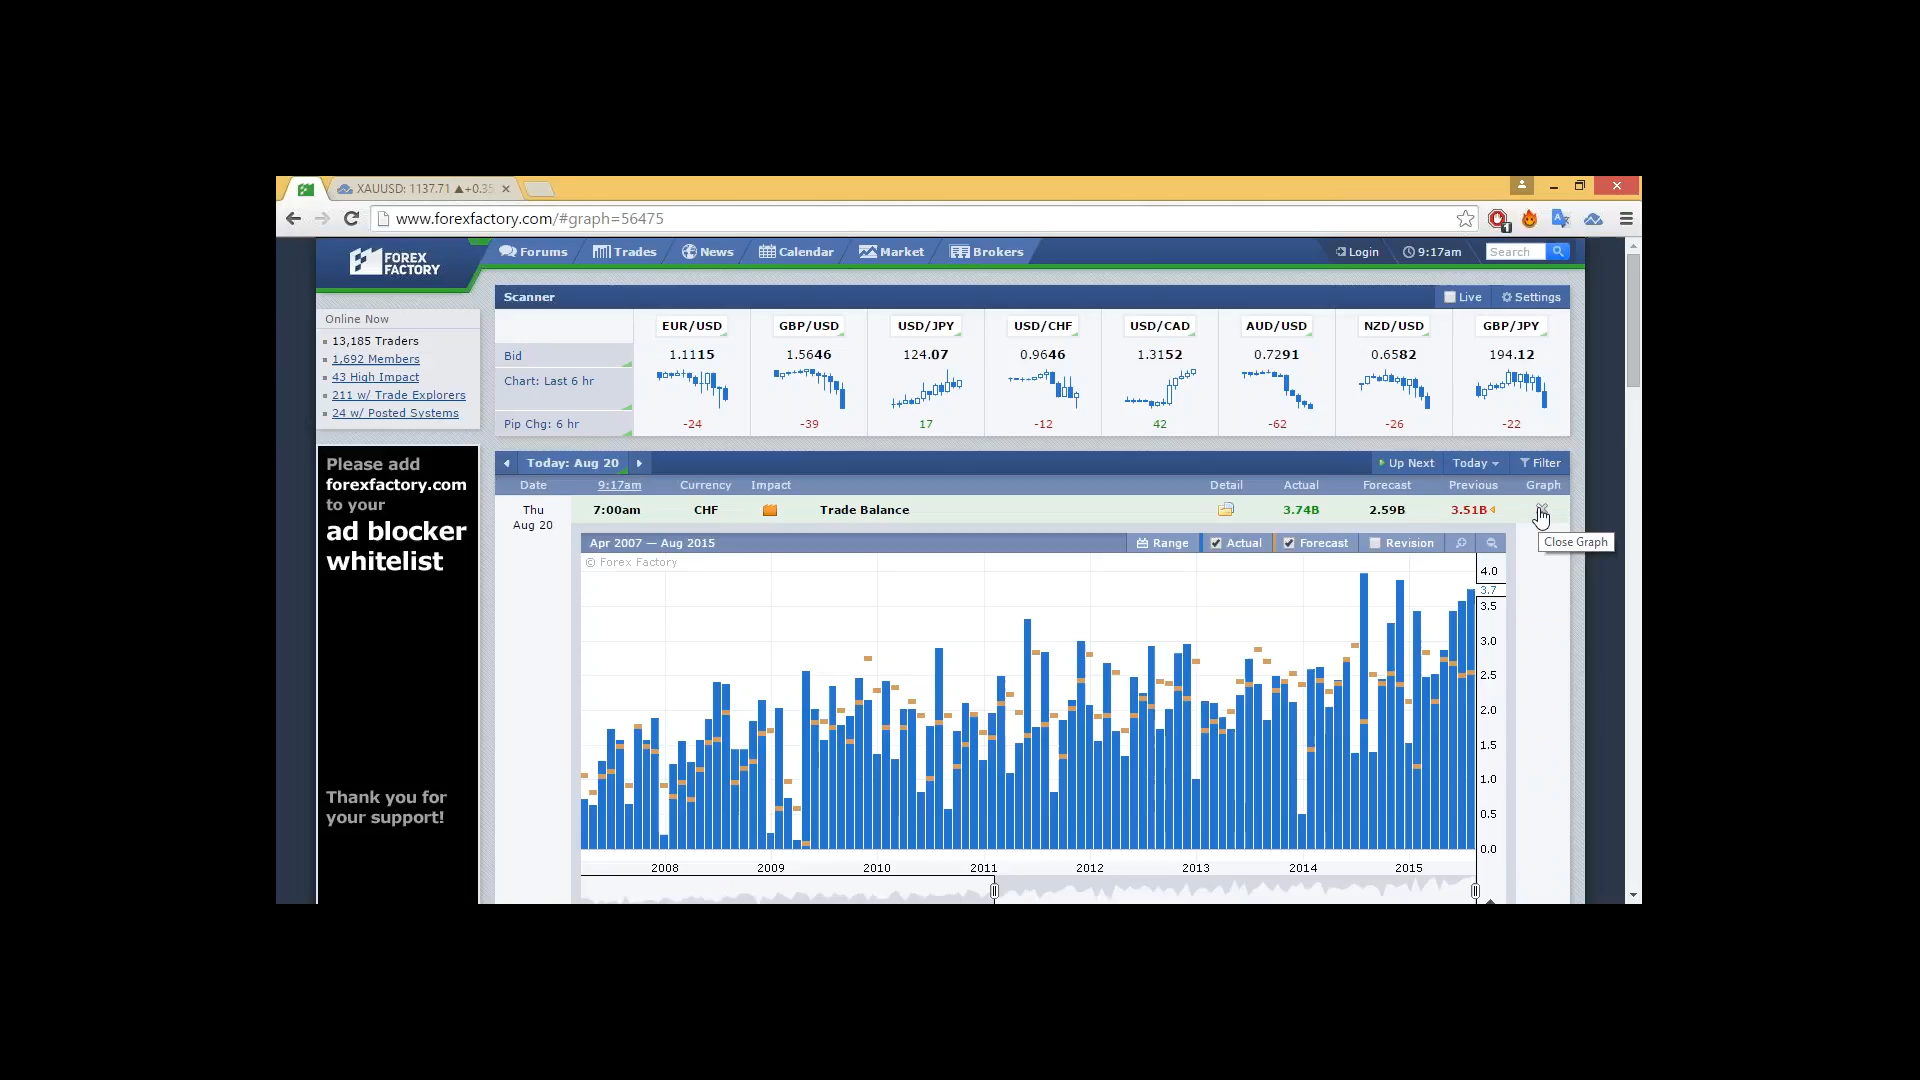 XAUUSD: 1137.71 ▲+0.35
www.forexfactory.com/#graph=56475
1
FOREX FACTORY
Forums Trades News Calendar Market Brokers Login 9:17am Search
Online Now
13,185 Traders
1,692 Members
43 High Impact
211 w/ Trade Explorers
24 w/ Posted Systems
Please add
forexfactory.com
to your
ad blocker
whitelist
Thank you for
your support!
Scanner Live Settings
EUR/USD GBP/USD USD/JPY USD/CHF USD/CAD AUD/USD NZD/USD GBP/JPY
Bid 1.1115 1.5646 124.07 0.9646 1.3152 0.7291 0.6582 194.12
Chart: Last 6 hr
Pip Chg: 6 hr -24 -39 17 -12 42 -62 -26 -22
Today: Aug 20 Up Next Today Filter
Date 9:17am Currency Impact Detail Actual Forecast Previous Graph
Thu 7:00am CHF Trade Balance 3.74B 2.59B 3.51B
Aug 20
Close Graph
Apr 2007 — Aug 2015 Range Actual Forecast Revision
© Forex Factory
4.0
3.7
3.5
3.0
2.5
2.0
1.5
1.0
0.5
0.0
2008 2009 2010 2011 2012 2013 2014 2015